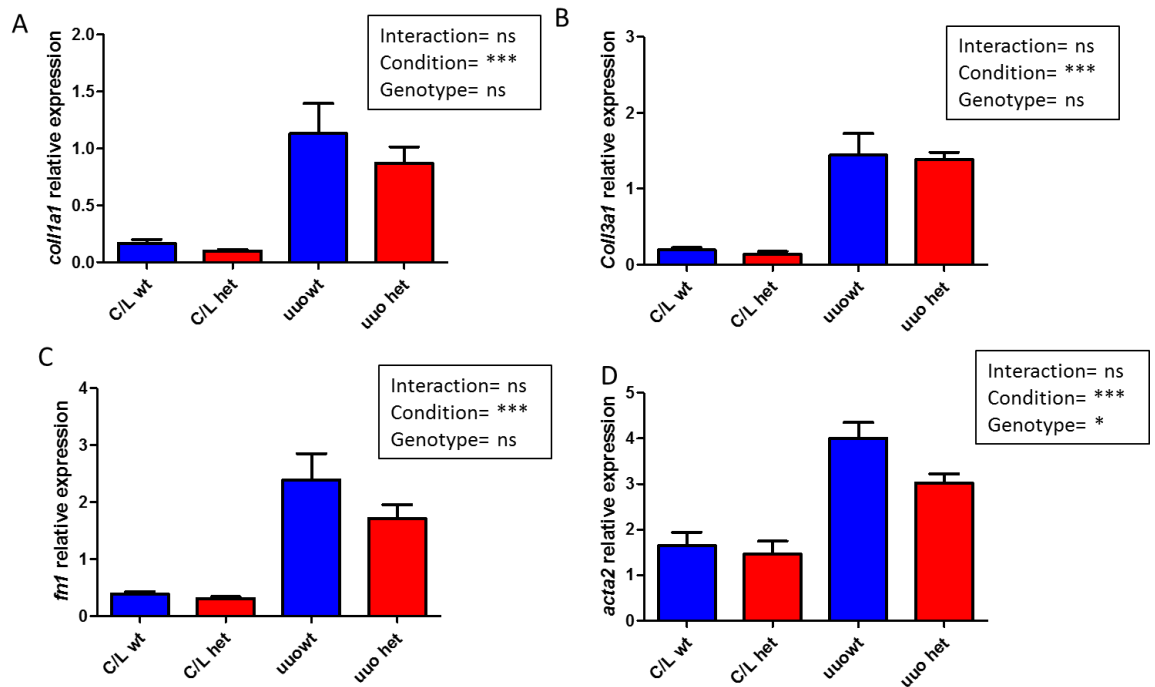 A
coll1a1 relative expression
2.0
1.5
1.0
0.5
0.0
C/L wt
C/L het
uuowt
uuo het
Interaction= ns
Condition= ***
Genotype= ns
B
Coll3a1 relative expression
3
2
1
0
C/L wt
C/L het
uuowt
uuo het
Interaction= ns
Condition= ***
Genotype= ns
C
fn1 relative expression
4
3
2
1
0
C/L wt
C/L het
uuowt
uuo het
Interaction= ns
Condition= ***
Genotype= ns
D
acta2 relative expression
5
4
3
2
1
0
C/L wt
C/L het
uuowt
uuo het
Interaction= ns
Condition= ***
Genotype= *